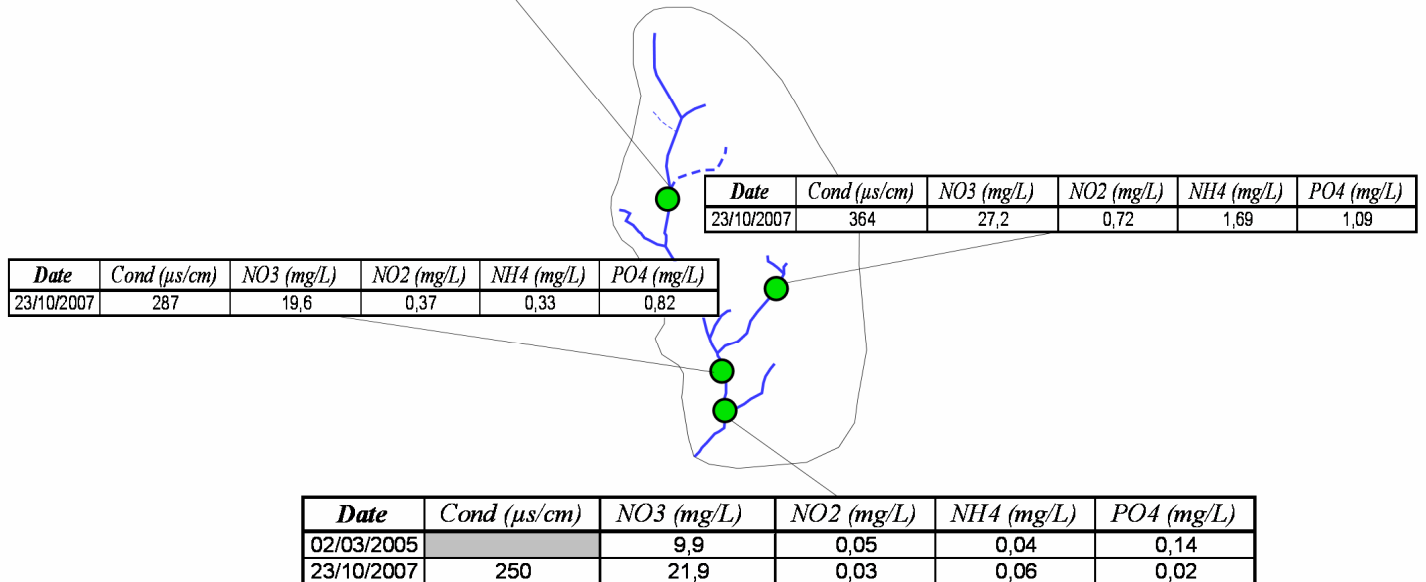 Date Cond (µs/cm) NO3 (mg/L) NO2 (mg/L) NH4 (mg/L) PO4 (mg/L)
23/10/2007 364 27,2 0,72 1,69 1,09
Date Cond (µs/cm) NO3 (mg/L) NO2 (mg/L) NH4 (mg/L) PO4 (mg/L)
23/10/2007 287 19,6 0,37 0,33 0,82
Date Cond (µs/cm) NO3 (mg/L) NO2 (mg/L) NH4 (mg/L) PO4 (mg/L)
02/03/2005 9,9 0,05 0,04 0,14
23/10/2007 250 21,9 0,03 0,06 0,02